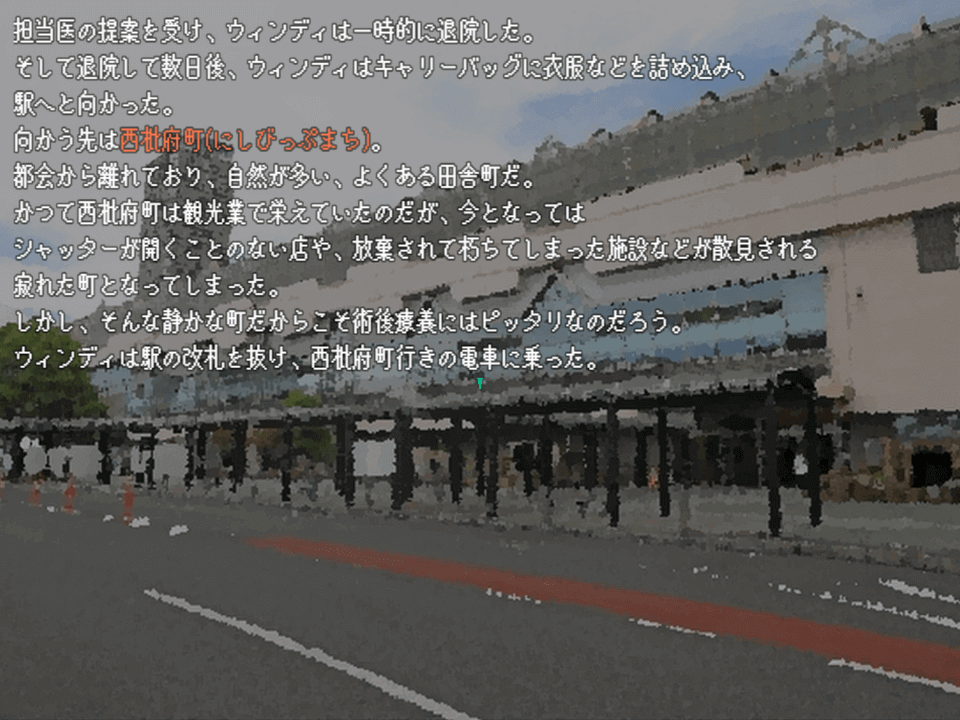 担当医の提案を受け、ウィンディは一時的に退院した。
そして退院して数日後、ウィンディはキャリーバッグに衣服などを詰め込み、
駅へと向かった。
向かう先は西枇府町(にしびっぷまち)。
都会から離れており、自然が多い、よくある田舎町だ。
かつて西枇府町は観光業で栄えていたのだが、今となっては
シャッターが開くことのない店や、放棄されて朽ちてしまった施設などが散見される
寂れた町となってしまった。
しかし、そんな静かな町だからこそ術後療養にはピッタリなのだろう。
ウィンディは駅の改札を抜け、西枇府町行きの電車に乗った。